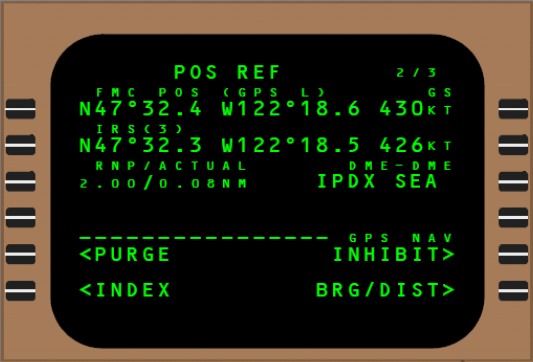 POS REF 2/3
FMC POS (GPS L) GS
N47°32.4 W122°18.6 430KT
IRS(3)
N47°32.3 W122°18.5 426KT
RNP/ACTUAL DME-DME
2.00/0.08NM IPDX SEA
--------------- GPS NAV
<PURGE INHIBIT>
<INDEX BRG/DIST>